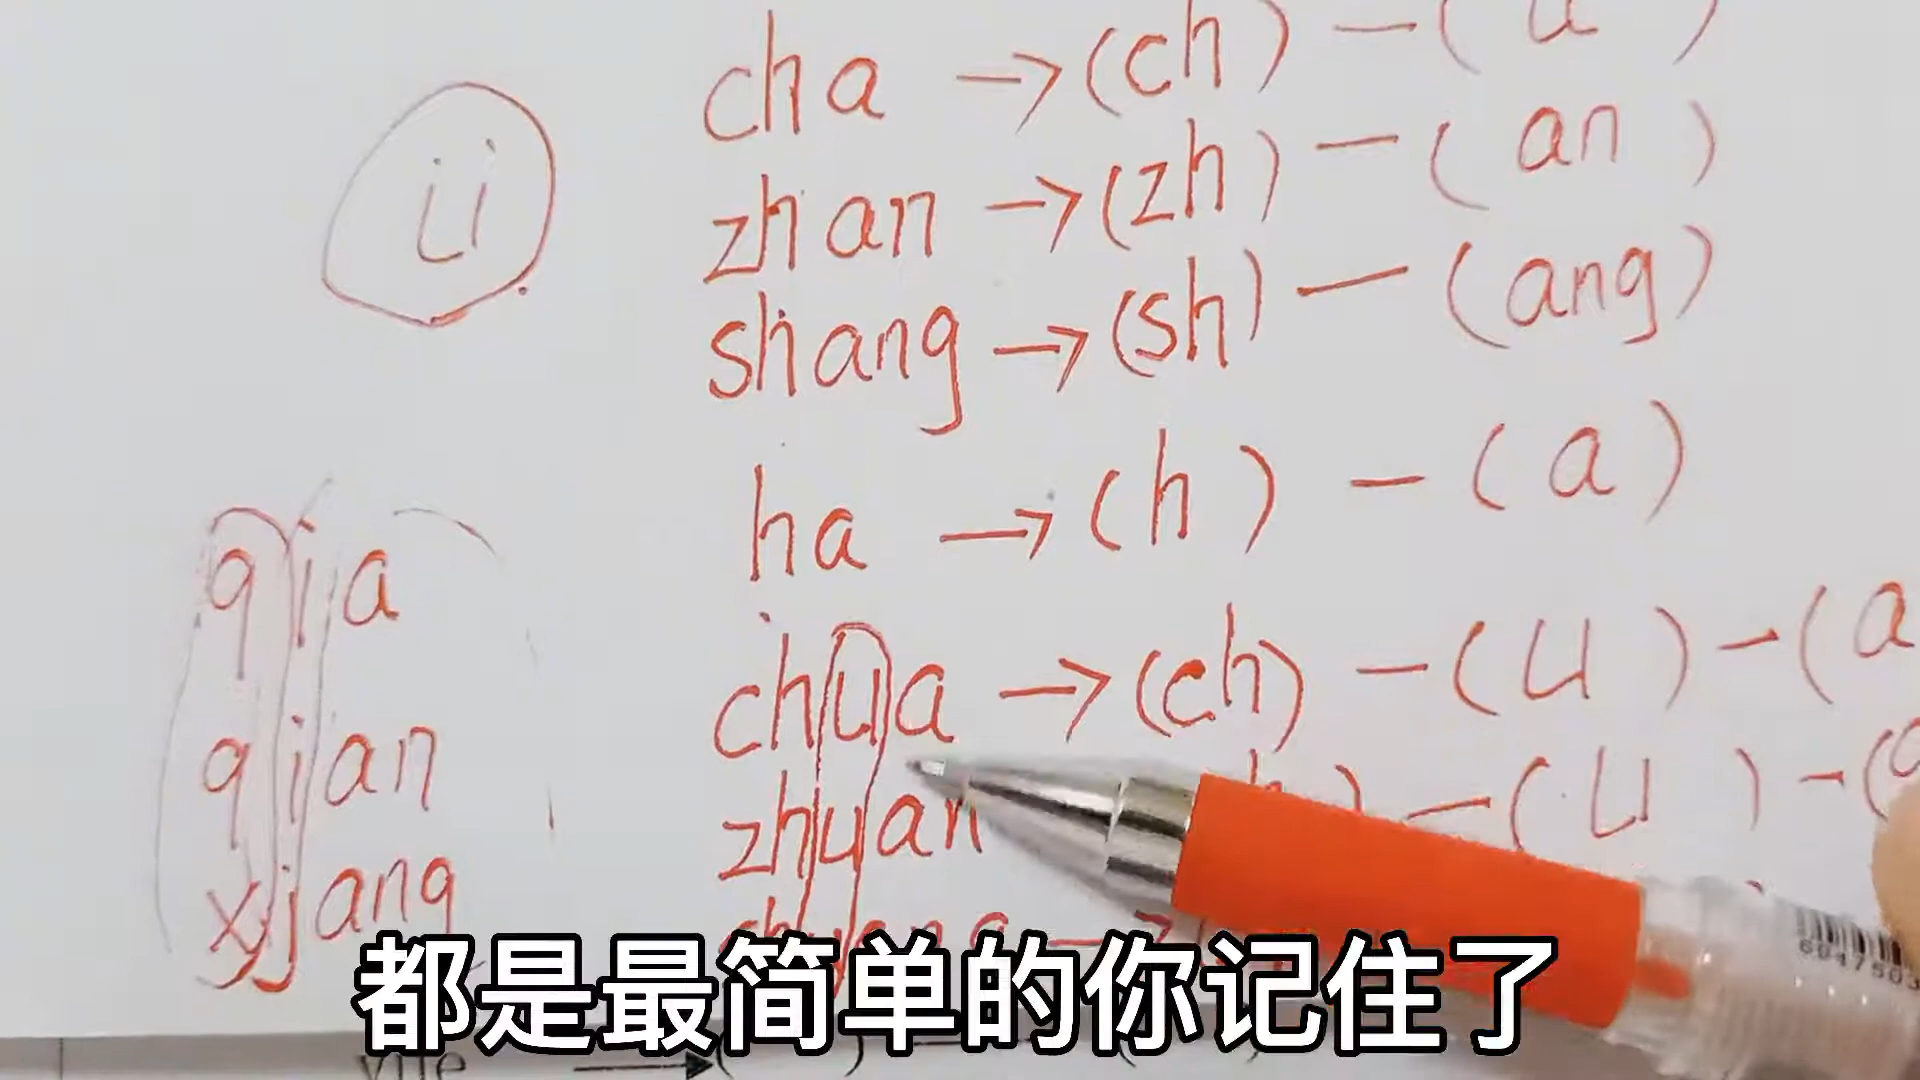 cha → (ch) — (a)
ü
zhan → (zh) — (an)
shang → (sh) — (ang)
ha → (h) — (a)
qia
chua → (ch) — (u) — (a
qian
zhuan — (u) — (a
xiang
都是最简单的你记住了